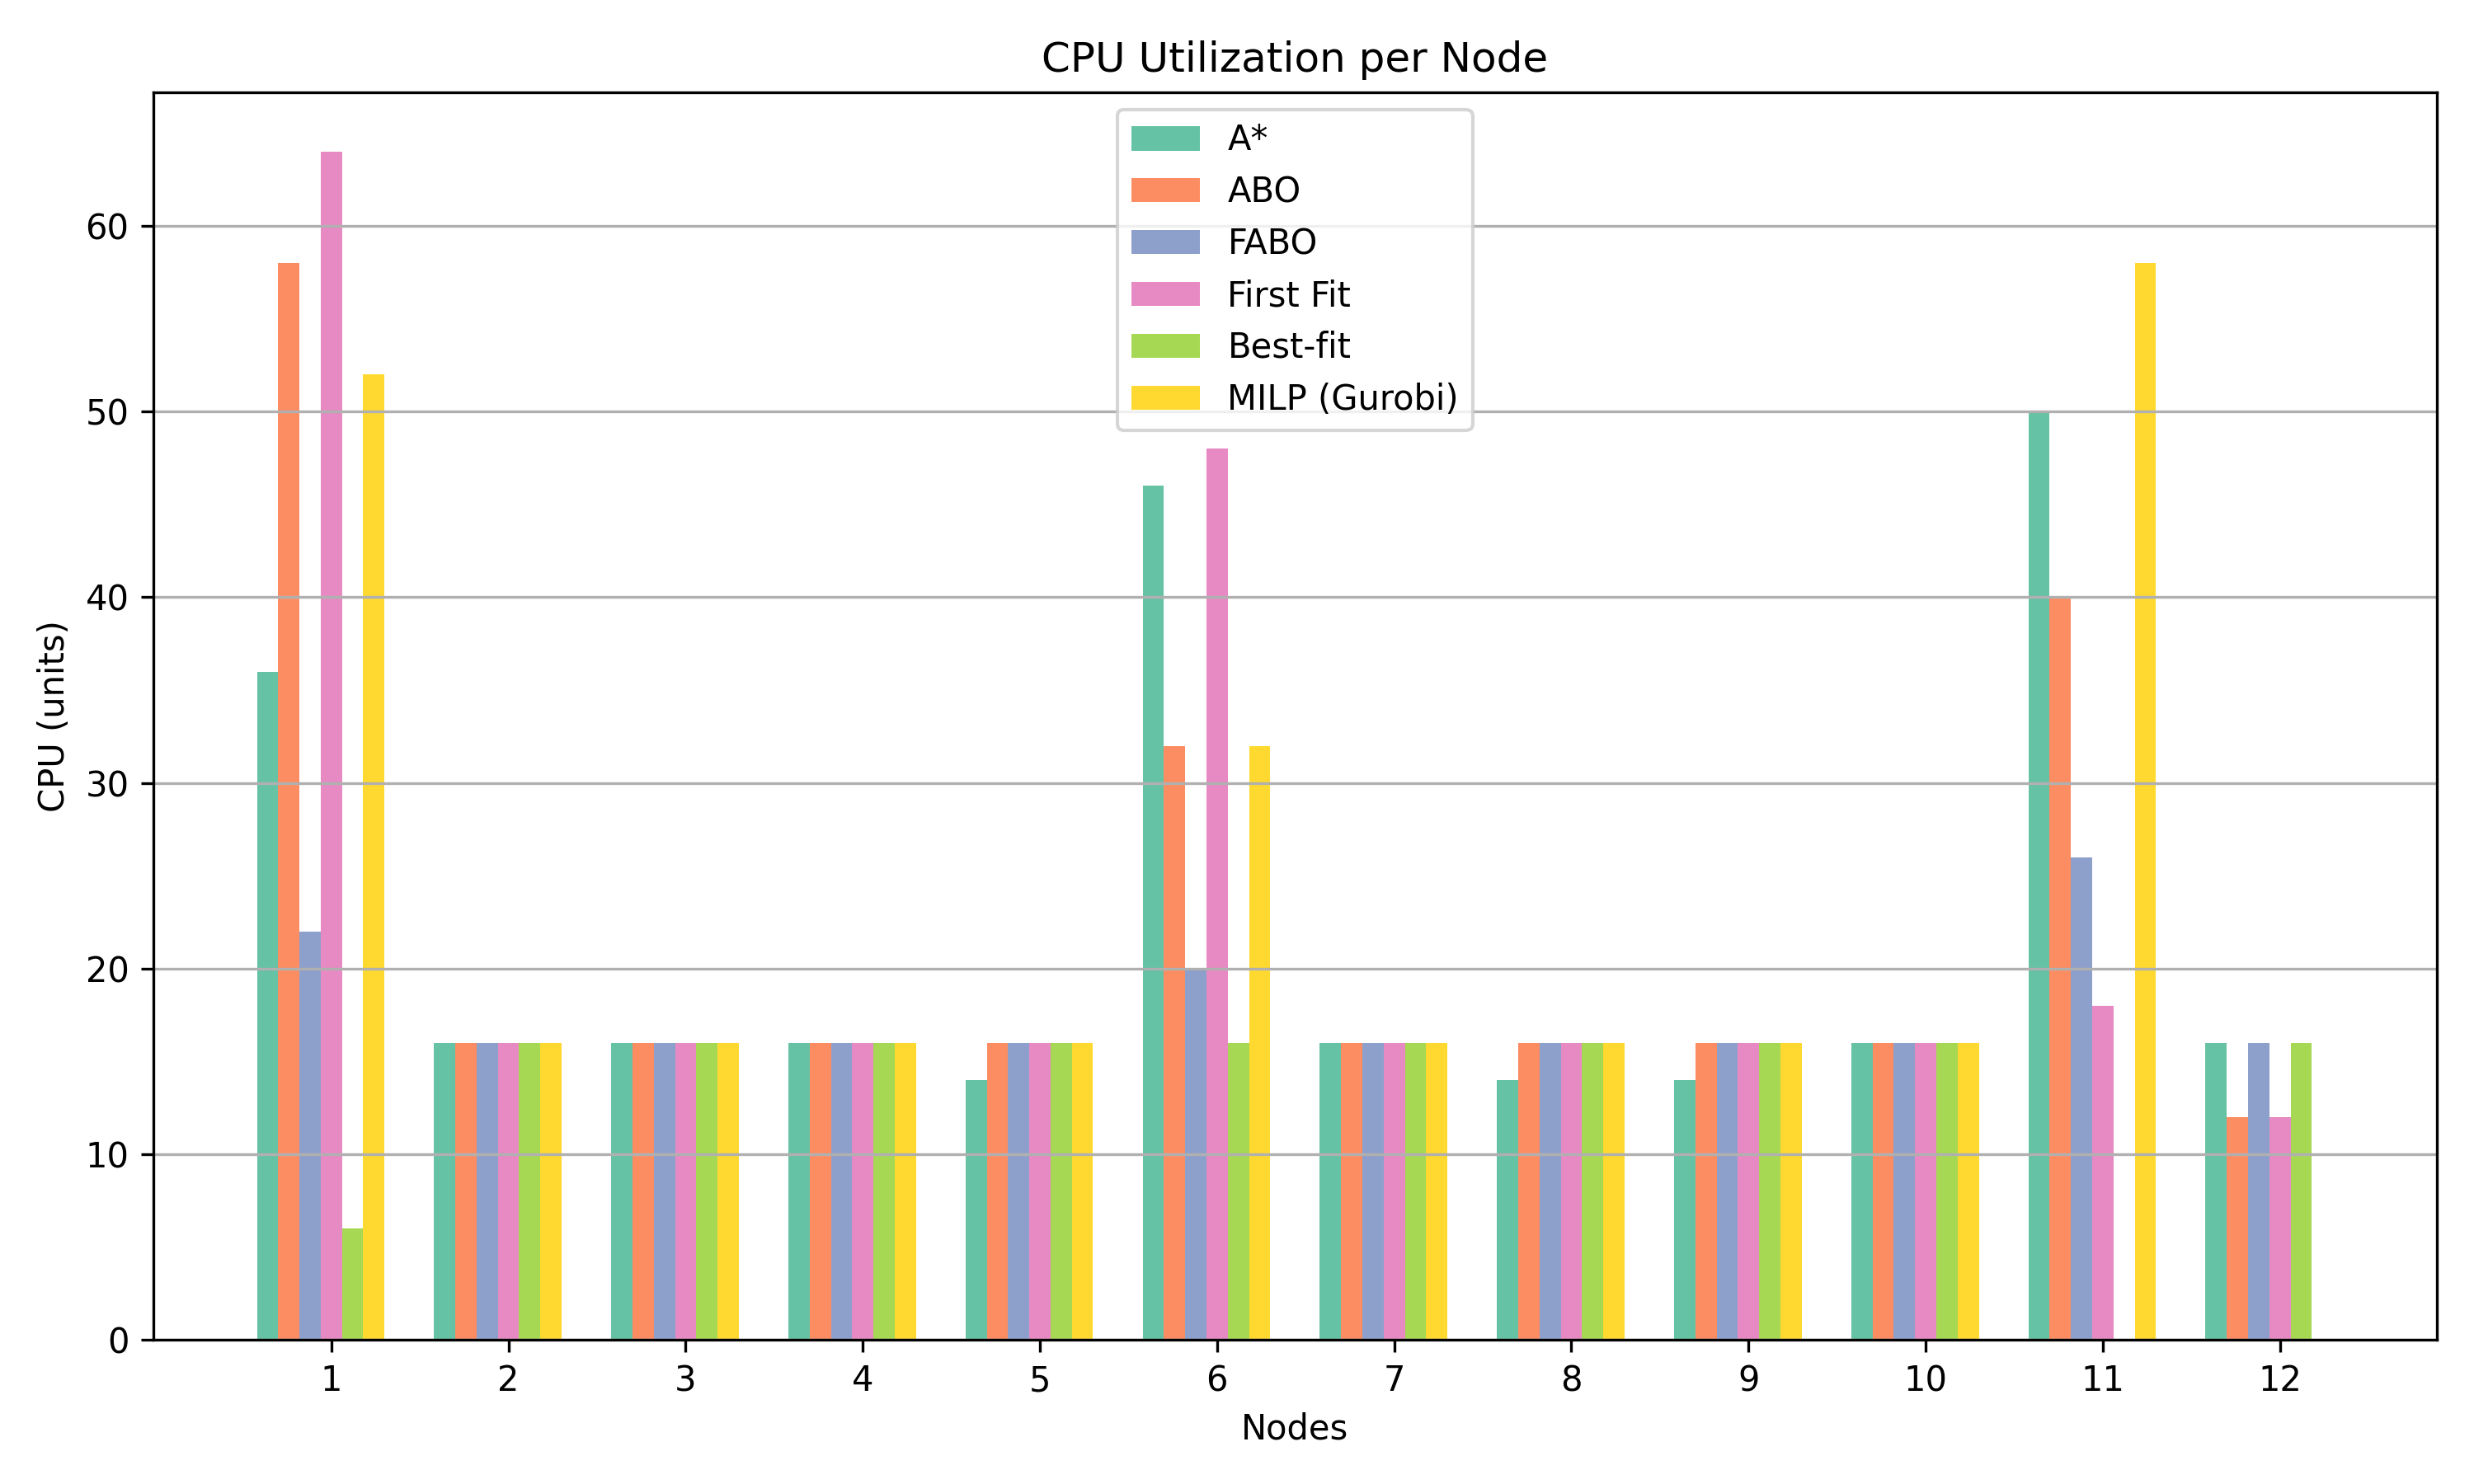 CPU Utilization per Node
A*
ABO
FABO
First Fit
Best-fit
MILP (Gurobi)
60
50
40
30
20
10
0
CPU (units)
1 2 3 4 5 6 7 8 9 10 11 12
Nodes